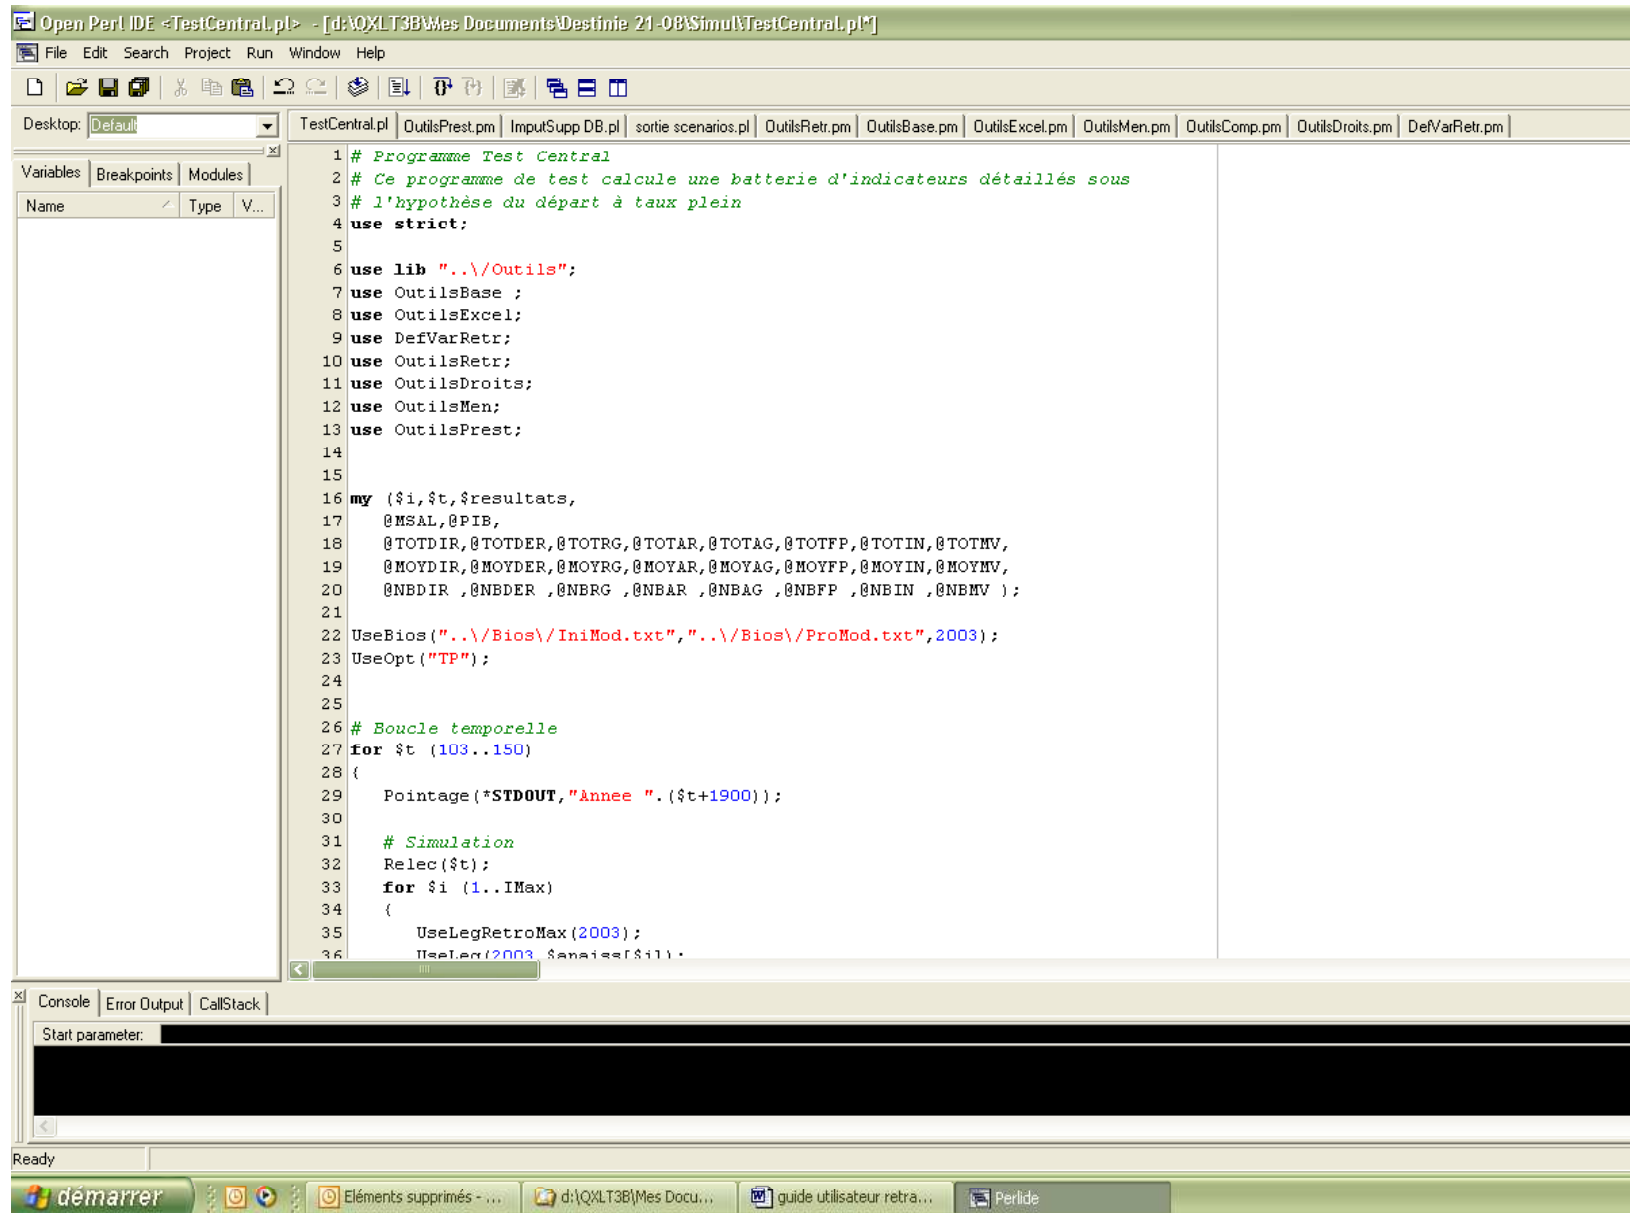 Open Perl IDE <TestCentral.pl> - [d:\QXLT3B\Mes Documents\Destinie 21-08\Simul\TestCentral.pl*]
File Edit Search Project Run Window Help
Desktop: Default
TestCentral.pl OutilsPrest.pm ImputSupp DB.pl sortie scenarios.pl OutilsRetr.pm OutilsBase.pm OutilsExcel.pm OutilsMen.pm OutilsComp.pm OutilsDroits.pm DefVarRetr.pm
Variables Breakpoints Modules
Name Type V...
1 # Programme Test Central
2 # Ce programme de test calcule une batterie d'indicateurs détaillés sous
3 # l'hypothèse du départ à taux plein
4 use strict;
5
6 use lib "..\/Outils";
7 use OutilsBase ;
8 use OutilsExcel;
9 use DefVarRetr;
10 use OutilsRetr;
11 use OutilsDroits;
12 use OutilsMen;
13 use OutilsPrest;
14
15
16 my ($i,$t,$resultats,
17 @MSAL,@PIB,
18 @TOTDIR,@TOTDER,@TOTRG,@TOTAR,@TOTAG,@TOTFP,@TOTIN,@TOTMV,
19 @MOYDIR,@MOYDER,@MOYRG,@MOYAR,@MOYAG,@MOYFP,@MOYIN,@MOYMV,
20 @NBDIR ,@NBDER ,@NBRG ,@NBAR ,@NBAG ,@NBFP ,@NBIN ,@NBMV );
21
22 UseBios("..\/Bios\/IniMod.txt","..\/Bios\/ProMod.txt",2003);
23 UseOpt("TP");
24
25
26 # Boucle temporelle
27 for $t (103..150)
28 {
29 Pointage(*STDOUT,"Annee ".($t+1900));
30
31 # Simulation
32 Relec($t);
33 for $i (1..IMax)
34 {
35 UseLegRetroMax(2003);
36 UseLeg(2003,$anaiss[$i]);
Console Error Output CallStack
Start parameter:
Ready
démarrer Eléments supprimés - ... d:\QXLT3B\Mes Docu... guide utilisateur retra... Perlide